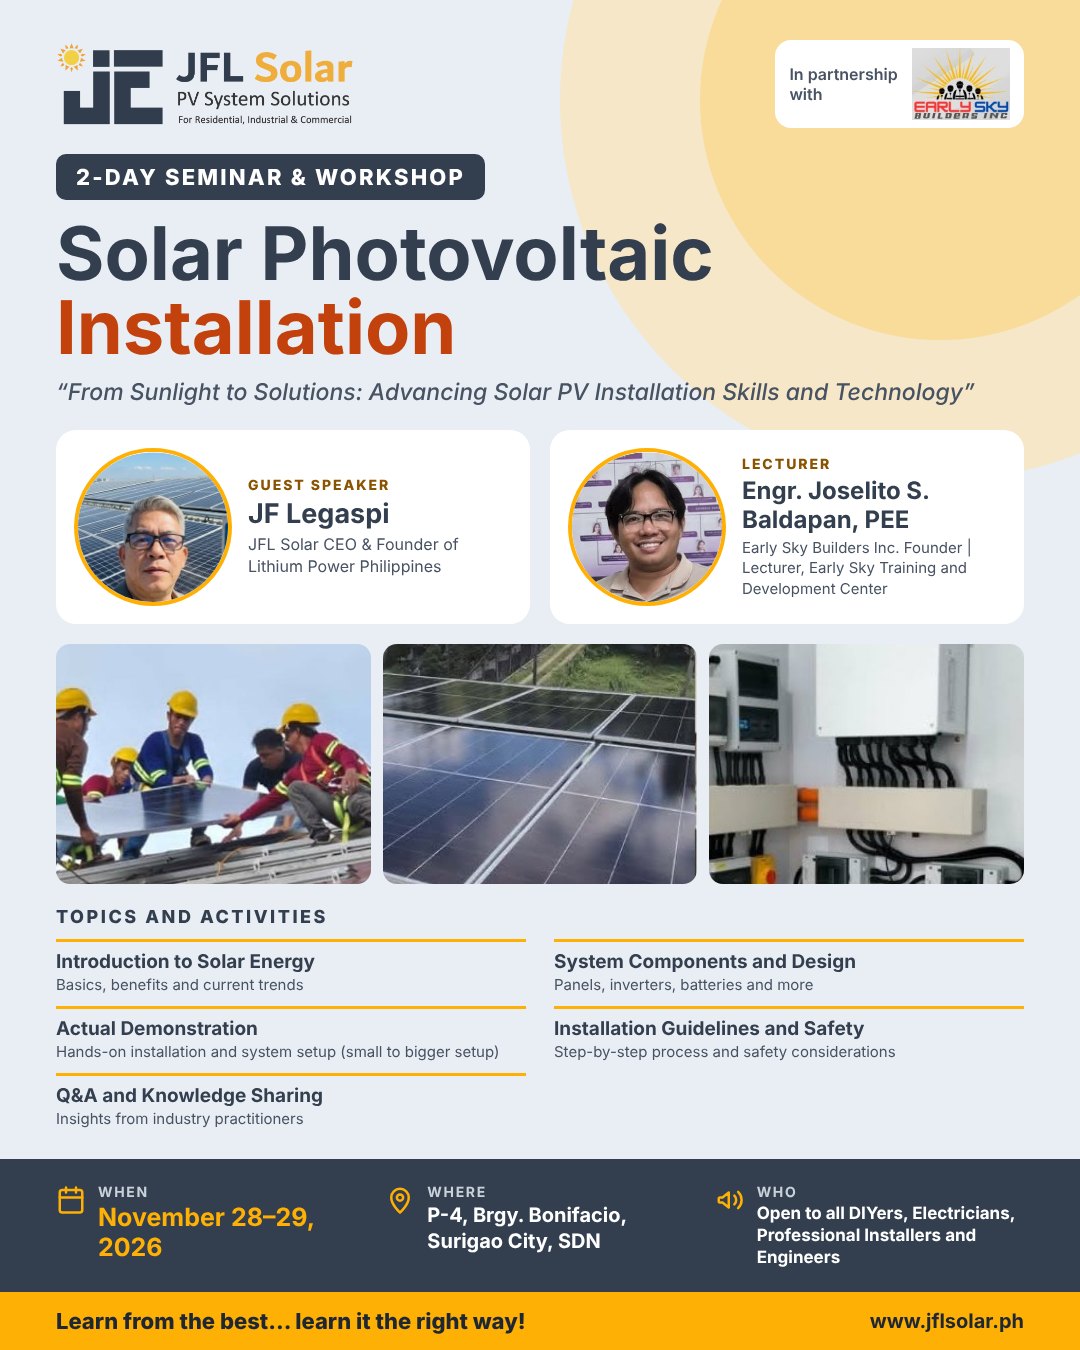 JFL Solar
PV System Solutions
For Residential, Industrial & Commercial
In partnership
with
EARLY SKY
BUILDERS INC
2-DAY SEMINAR & WORKSHOP
Solar Photovoltaic
Installation
“From Sunlight to Solutions: Advancing Solar PV Installation Skills and Technology”
GUEST SPEAKER
JF Legaspi
JFL Solar CEO & Founder of
Lithium Power Philippines
LECTURER
Engr. Joselito S.
Baldapan, PEE
Early Sky Builders Inc. Founder |
Lecturer, Early Sky Training and
Development Center
TOPICS AND ACTIVITIES
Introduction to Solar Energy
Basics, benefits and current trends
System Components and Design
Panels, inverters, batteries and more
Actual Demonstration
Hands-on installation and system setup (small to bigger setup)
Installation Guidelines and Safety
Step-by-step process and safety considerations
Q&A and Knowledge Sharing
Insights from industry practitioners
WHEN
November 28–29,
2026
WHERE
P-4, Brgy. Bonifacio,
Surigao City, SDN
WHO
Open to all DIYers, Electricians,
Professional Installers and
Engineers
Learn from the best... learn it the right way!
www.jflsolar.ph